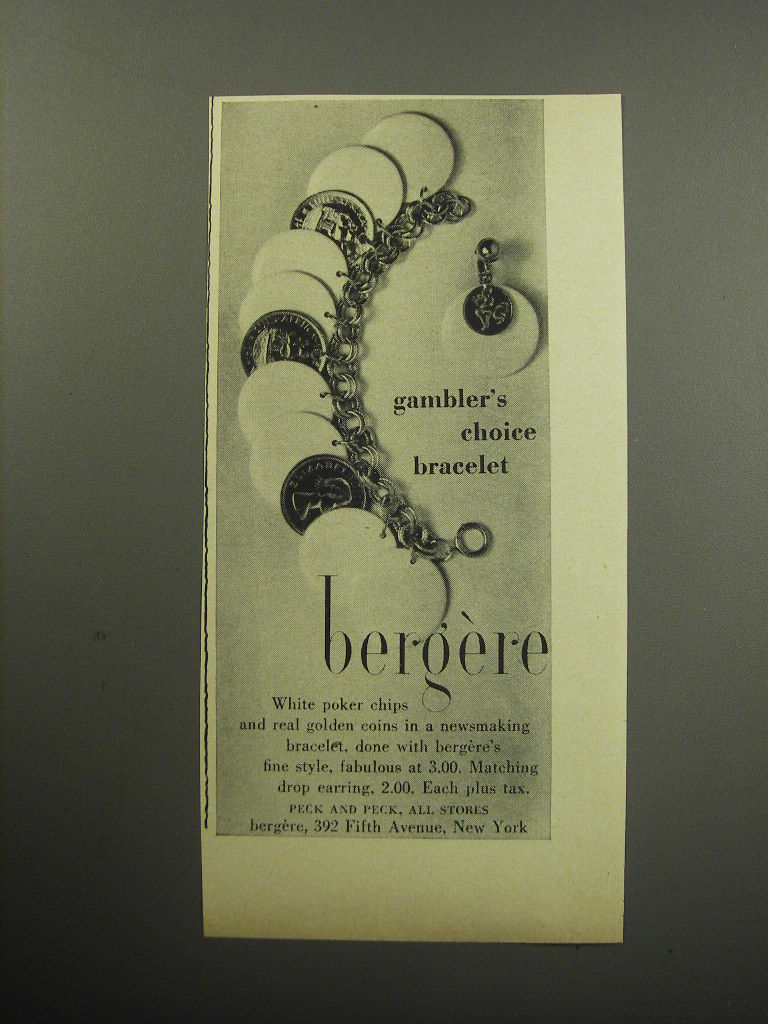 gambler's
choice
bracelet
bergère
White poker chips
and real golden coins in a newsmaking
bracelet, done with bergère's
fine style, fabulous at 3.00. Matching
drop earring, 2.00. Each plus tax.
PECK AND PECK, ALL STORES
bergère, 392 Fifth Avenue, New York